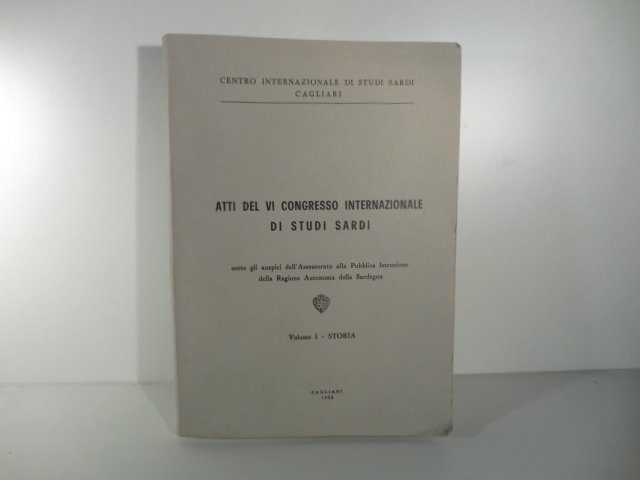 CENTRO INTERNAZIONALE DI STUDI SARDI
CAGLIARI
ATTI DEL VI CONGRESSO INTERNAZIONALE
DI STUDI SARDI
sotto gli auspici dell'Assessorato alla Pubblica Istruzione
della Regione Autonoma della Sardegna
Volume I - STORIA
CAGLIARI